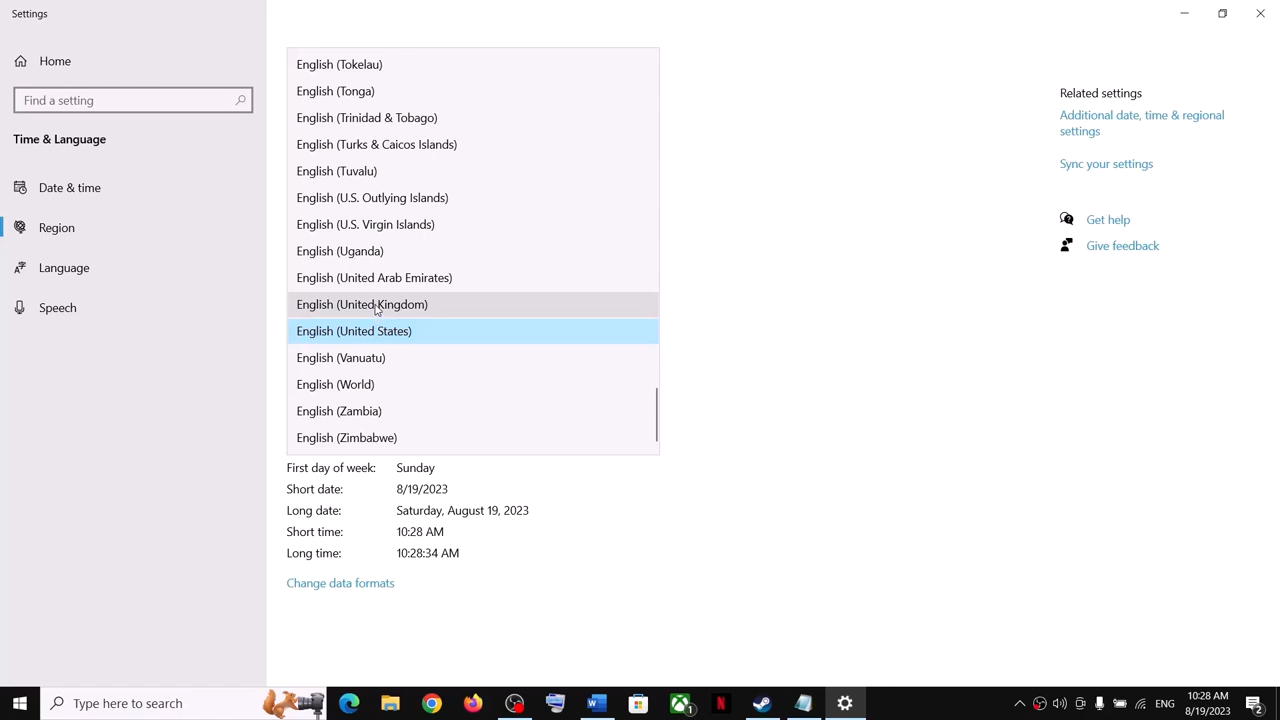 Settings
Home
Find a setting
Time & Language
Date & time
Region
Language
Speech
English (Tokelau)
English (Tonga)
English (Trinidad & Tobago)
English (Turks & Caicos Islands)
English (Tuvalu)
English (U.S. Outlying Islands)
English (U.S. Virgin Islands)
English (Uganda)
English (United Arab Emirates)
English (United Kingdom)
English (United States)
English (Vanuatu)
English (World)
English (Zambia)
English (Zimbabwe)
First day of week: Sunday
Short date: 8/19/2023
Long date: Saturday, August 19, 2023
Short time: 10:28 AM
Long time: 10:28:34 AM
Change data formats
Related settings
Additional date, time & regional
settings
Sync your settings
Get help
Give feedback
Type here to search
1
ENG
10:28 AM
8/19/2023
2